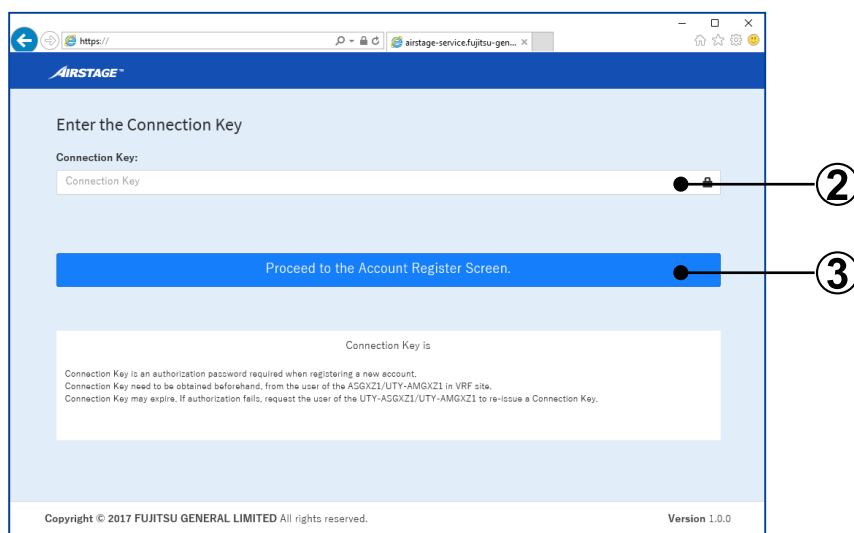 https://
airstage-service.fujitsu-gen...
AIRSTAGE™
Enter the Connection Key
Connection Key:
Connection Key
②
Proceed to the Account Register Screen.
③
Connection Key is
Connection Key is an authorization password required when registering a new account.
Connection Key need to be obtained beforehand, from the user of the ASGXZ1/UTY-AMGXZ1 in VRF site.
Connection Key may expire. If authorization fails, request the user of the UTY-ASGXZ1/UTY-AMGXZ1 to re-issue a Connection Key.
Copyright © 2017 FUJITSU GENERAL LIMITED All rights reserved. Version 1.0.0